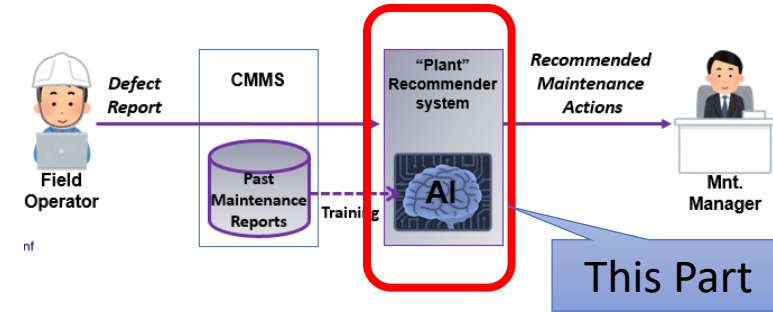 Defect
Report
CMMS
"Plant"
Recommender
system
Recommended
Maintenance
Actions
Field
Operator
Past
Maintenance
Reports
Training
AI
Mnt.
Manager
nf
This Part